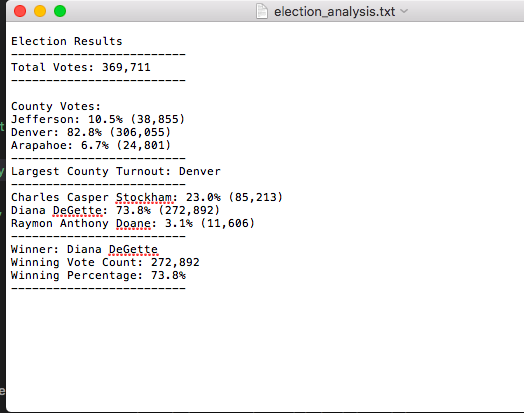 election_analysis.txt
Election Results
-------------------------
Total Votes: 369,711
-------------------------
County Votes:
Jefferson: 10.5% (38,855)
Denver: 82.8% (306,055)
Arapahoe: 6.7% (24,801)
-------------------------
Largest County Turnout: Denver
-------------------------
Charles Casper Stockham: 23.0% (85,213)
Diana DeGette: 73.8% (272,892)
Raymon Anthony Doane: 3.1% (11,606)
-------------------------
Winner: Diana DeGette
Winning Vote Count: 272,892
Winning Percentage: 73.8%
-------------------------